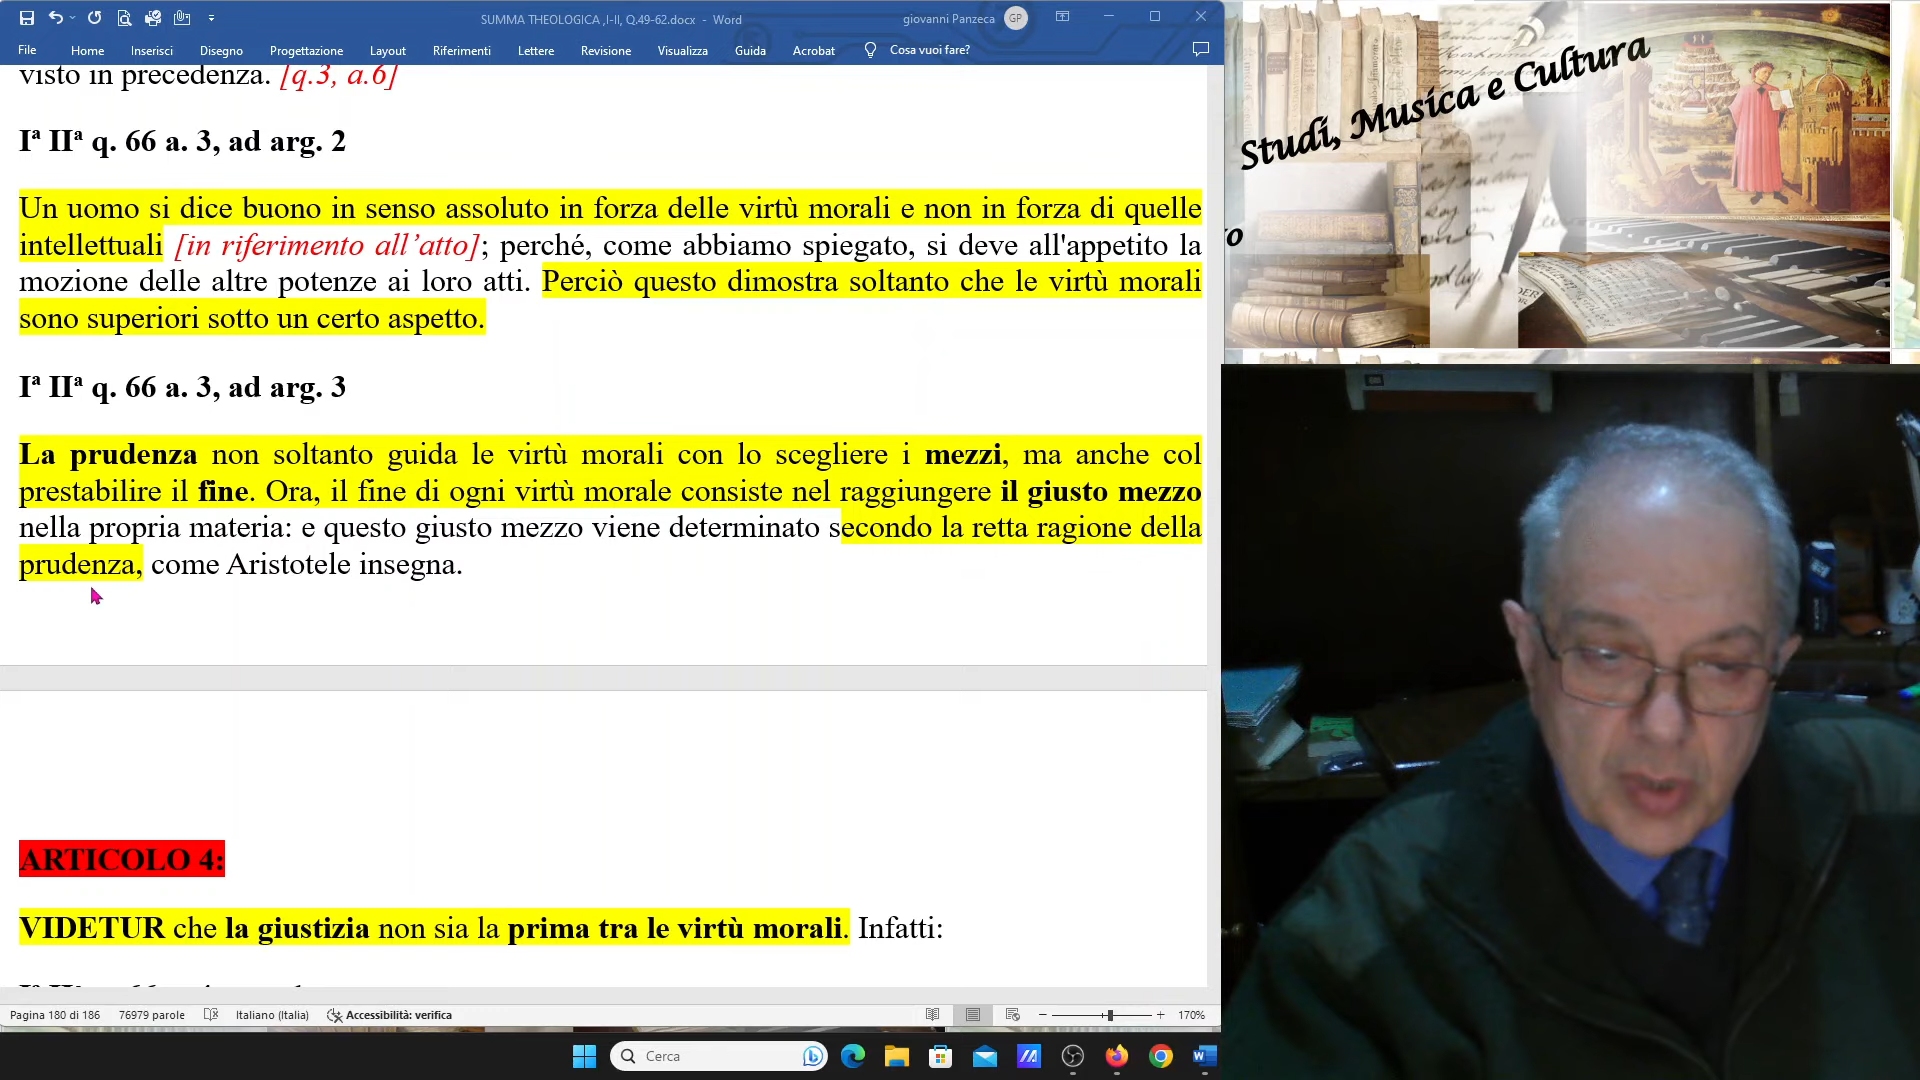 SUMMA THEOLOGICA ,I-II, Q.49-62.docx - Word
giovanni Panzeca GP
File Home Inserisci Disegno Progettazione Layout Riferimenti Lettere Revisione Visualizza Guida Acrobat Cosa vuoi fare?
visto in precedenza. [q.3, a.6]
Iª IIª q. 66 a. 3, ad arg. 2
Un uomo si dice buono in senso assoluto in forza delle virtù morali e non in forza di quelle
intellettuali [in riferimento all’atto]; perché, come abbiamo spiegato, si deve all'appetito la
mozione delle altre potenze ai loro atti. Perciò questo dimostra soltanto che le virtù morali
sono superiori sotto un certo aspetto.
Iª IIª q. 66 a. 3, ad arg. 3
La prudenza non soltanto guida le virtù morali con lo scegliere i mezzi, ma anche col
prestabilire il fine. Ora, il fine di ogni virtù morale consiste nel raggiungere il giusto mezzo
nella propria materia: e questo giusto mezzo viene determinato secondo la retta ragione della
prudenza, come Aristotele insegna.
ARTICOLO 4:
VIDETUR che la giustizia non sia la prima tra le virtù morali. Infatti:
Pagina 180 di 186 76979 parole Italiano (Italia) Accessibilità: verifica 170%
Cerca
Studi, Musica e Cultura